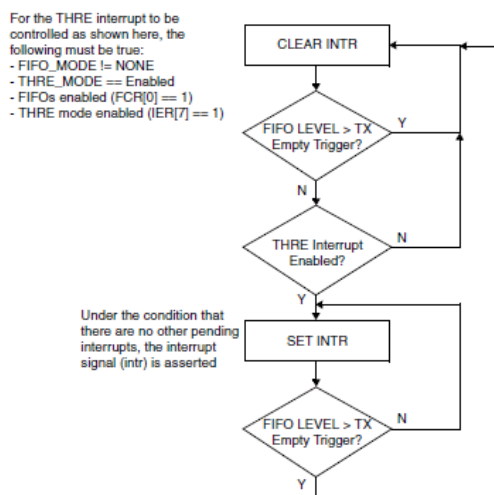 For the THRE interrupt to be
controlled as shown here, the
following must be true:
- FIFO_MODE != NONE
- THRE_MODE == Enabled
- FIFOs enabled (FCR[0] == 1)
- THRE mode enabled (IER[7] == 1)
CLEAR INTR
FIFO LEVEL > TX
Empty Trigger?
Y
N
THRE Interrupt
Enabled?
N
Y
Under the condition that
there are no other pending
interrupts, the interrupt
signal (intr) is asserted
SET INTR
FIFO LEVEL > TX
Empty Trigger?
N
Y